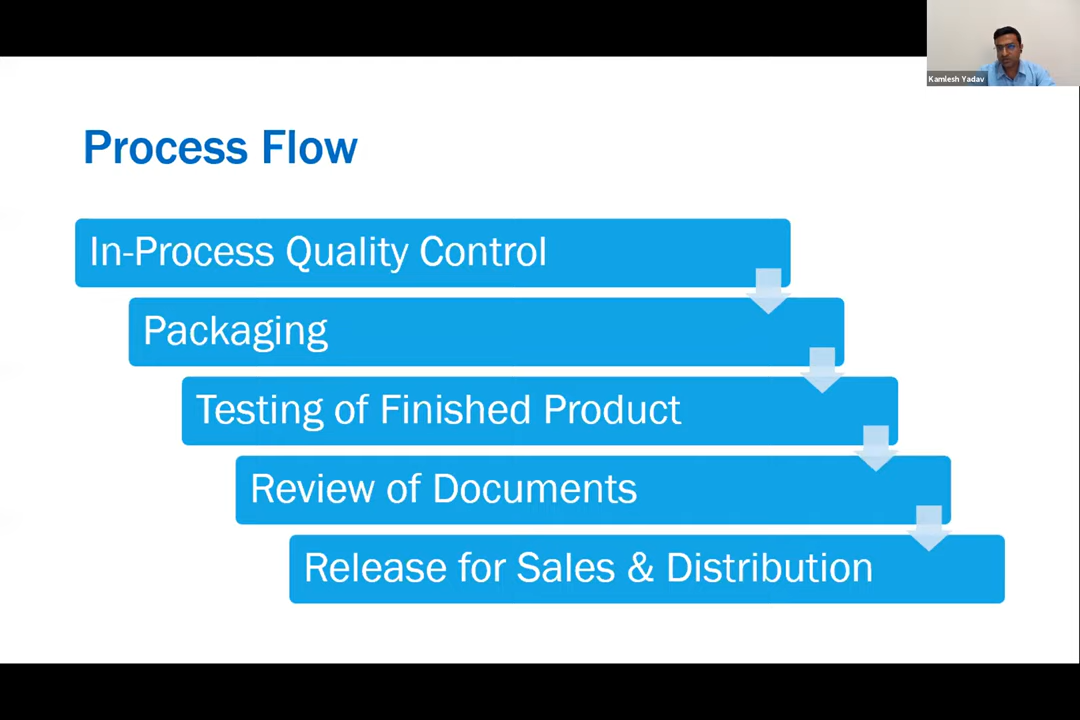 Kamlesh Yadav
Process Flow
In-Process Quality Control
Packaging
Testing of Finished Product
Review of Documents
Release for Sales & Distribution